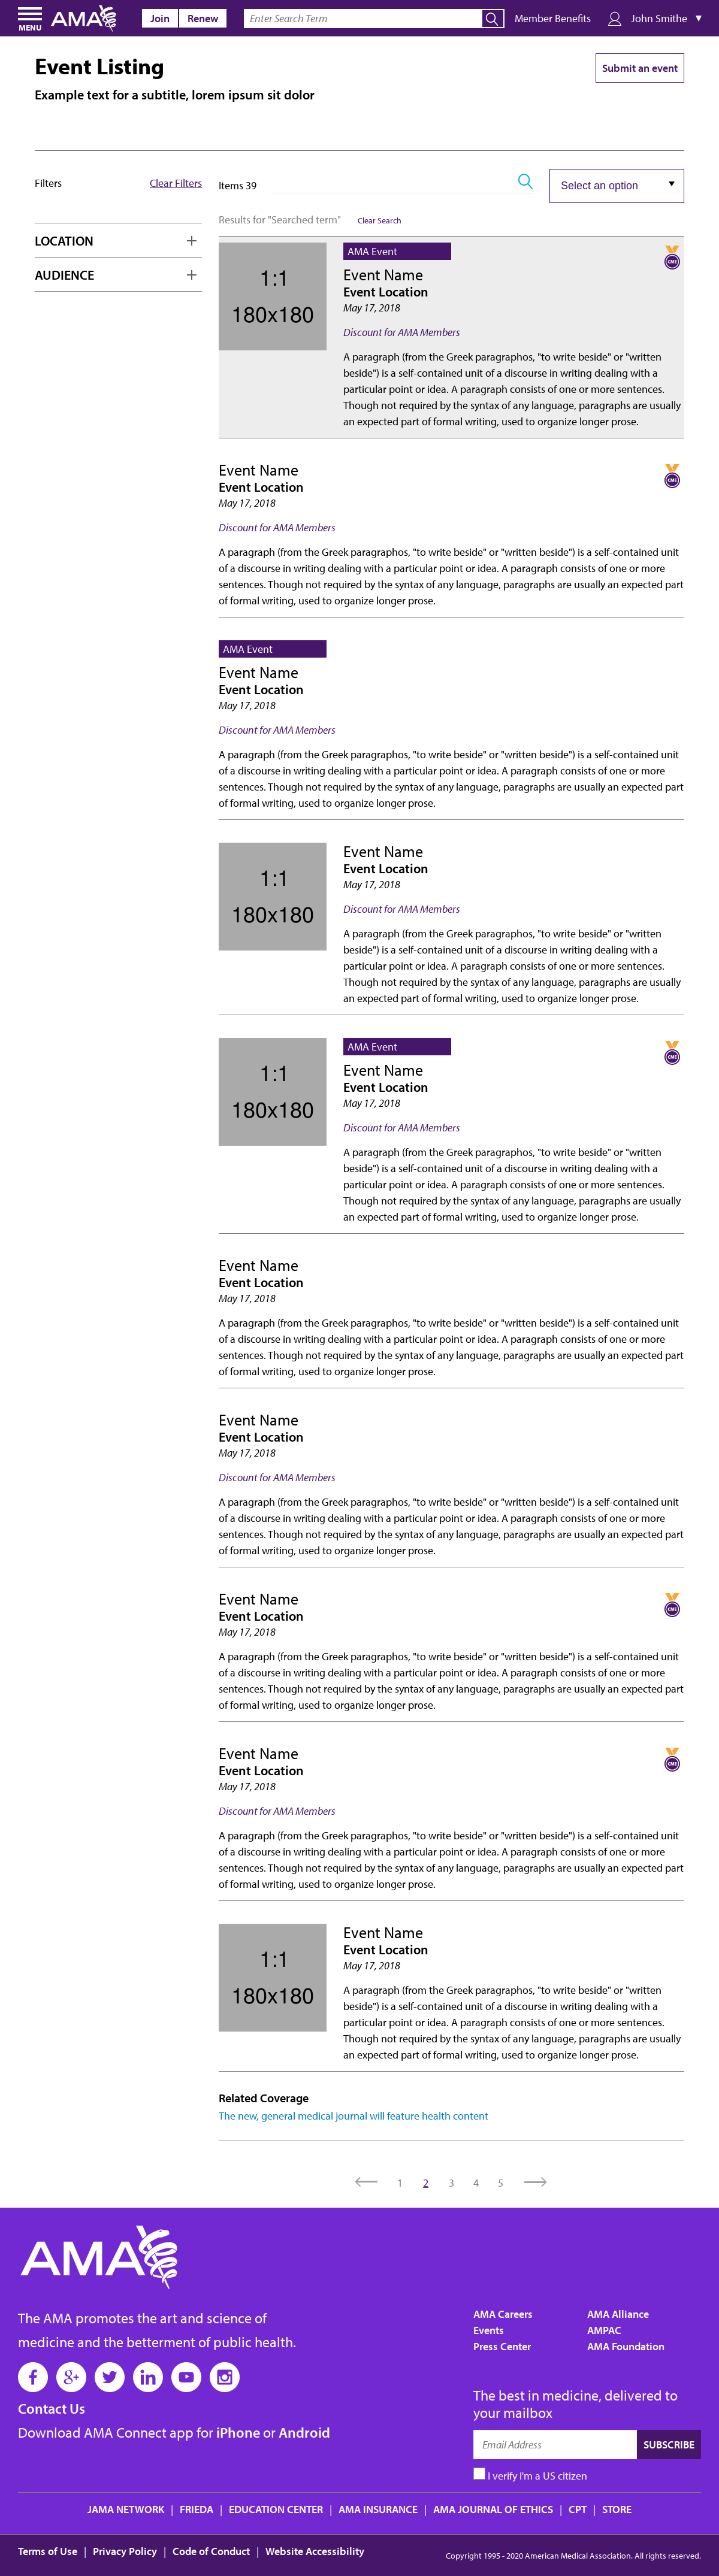 MENU
AMA
Join
Renew
Enter Search Term
Member Benefits
John Smithe
Event Listing
Submit an event
Example text for a subtitle, lorem ipsum sit dolor
Filters
Clear Filters
Items 39
Select an option
Results for "Searched term"
Clear Search
LOCATION
AUDIENCE
1:1
180x180
AMA Event
CME
Event Name
Event Location
May 17, 2018
Discount for AMA Members
A paragraph (from the Greek paragraphos, "to write beside" or "written
beside") is a self-contained unit of a discourse in writing dealing with a
particular point or idea. A paragraph consists of one or more sentences.
Though not required by the syntax of any language, paragraphs are usually
an expected part of formal writing, used to organize longer prose.
Event Name
CME
Event Location
May 17, 2018
Discount for AMA Members
A paragraph (from the Greek paragraphos, "to write beside" or "written beside") is a self-contained unit
of a discourse in writing dealing with a particular point or idea. A paragraph consists of one or more
sentences. Though not required by the syntax of any language, paragraphs are usually an expected part
of formal writing, used to organize longer prose.
AMA Event
Event Name
Event Location
May 17, 2018
Discount for AMA Members
A paragraph (from the Greek paragraphos, "to write beside" or "written beside") is a self-contained unit
of a discourse in writing dealing with a particular point or idea. A paragraph consists of one or more
sentences. Though not required by the syntax of any language, paragraphs are usually an expected part
of formal writing, used to organize longer prose.
1:1
180x180
Event Name
Event Location
May 17, 2018
Discount for AMA Members
A paragraph (from the Greek paragraphos, "to write beside" or "written
beside") is a self-contained unit of a discourse in writing dealing with a
particular point or idea. A paragraph consists of one or more sentences.
Though not required by the syntax of any language, paragraphs are usually
an expected part of formal writing, used to organize longer prose.
1:1
180x180
AMA Event
CME
Event Name
Event Location
May 17, 2018
Discount for AMA Members
A paragraph (from the Greek paragraphos, "to write beside" or "written
beside") is a self-contained unit of a discourse in writing dealing with a
particular point or idea. A paragraph consists of one or more sentences.
Though not required by the syntax of any language, paragraphs are usually
an expected part of formal writing, used to organize longer prose.
Event Name
Event Location
May 17, 2018
A paragraph (from the Greek paragraphos, "to write beside" or "written beside") is a self-contained unit
of a discourse in writing dealing with a particular point or idea. A paragraph consists of one or more
sentences. Though not required by the syntax of any language, paragraphs are usually an expected part
of formal writing, used to organize longer prose.
Event Name
Event Location
May 17, 2018
Discount for AMA Members
A paragraph (from the Greek paragraphos, "to write beside" or "written beside") is a self-contained unit
of a discourse in writing dealing with a particular point or idea. A paragraph consists of one or more
sentences. Though not required by the syntax of any language, paragraphs are usually an expected part
of formal writing, used to organize longer prose.
Event Name
CME
Event Location
May 17, 2018
A paragraph (from the Greek paragraphos, "to write beside" or "written beside") is a self-contained unit
of a discourse in writing dealing with a particular point or idea. A paragraph consists of one or more
sentences. Though not required by the syntax of any language, paragraphs are usually an expected part
of formal writing, used to organize longer prose.
Event Name
CME
Event Location
May 17, 2018
Discount for AMA Members
A paragraph (from the Greek paragraphos, "to write beside" or "written beside") is a self-contained unit
of a discourse in writing dealing with a particular point or idea. A paragraph consists of one or more
sentences. Though not required by the syntax of any language, paragraphs are usually an expected part
of formal writing, used to organize longer prose.
1:1
180x180
Event Name
Event Location
May 17, 2018
A paragraph (from the Greek paragraphos, "to write beside" or "written
beside") is a self-contained unit of a discourse in writing dealing with a
particular point or idea. A paragraph consists of one or more sentences.
Though not required by the syntax of any language, paragraphs are usually
an expected part of formal writing, used to organize longer prose.
Related Coverage
The new, general medical journal will feature health content
1 2 3 4 5
AMA
The AMA promotes the art and science of
medicine and the betterment of public health.
Contact Us
Download AMA Connect app for iPhone or Android
AMA Careers
Events
Press Center
AMA Alliance
AMPAC
AMA Foundation
The best in medicine, delivered to
your mailbox
Email Address
SUBSCRIBE
I verify I'm a US citizen
JAMA NETWORK | FRIEDA | EDUCATION CENTER | AMA INSURANCE | AMA JOURNAL OF ETHICS | CPT | STORE
Terms of Use | Privacy Policy | Code of Conduct | Website Accessibility
Copyright 1995 - 2020 American Medical Association. All rights reserved.